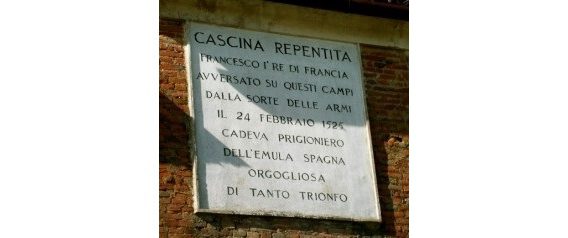 CASCINA REPENTITA
FRANCESCO I° RE DI FRANCIA
AVVERSATO SU QUESTI CAMPI
DALLA SORTE DELLE ARMI
IL 24 FEBBRAIO 1525
CADEVA PRIGIONIERO
DELL'EMULA SPAGNA
ORGOGLIOSA
DI TANTO TRIONFO